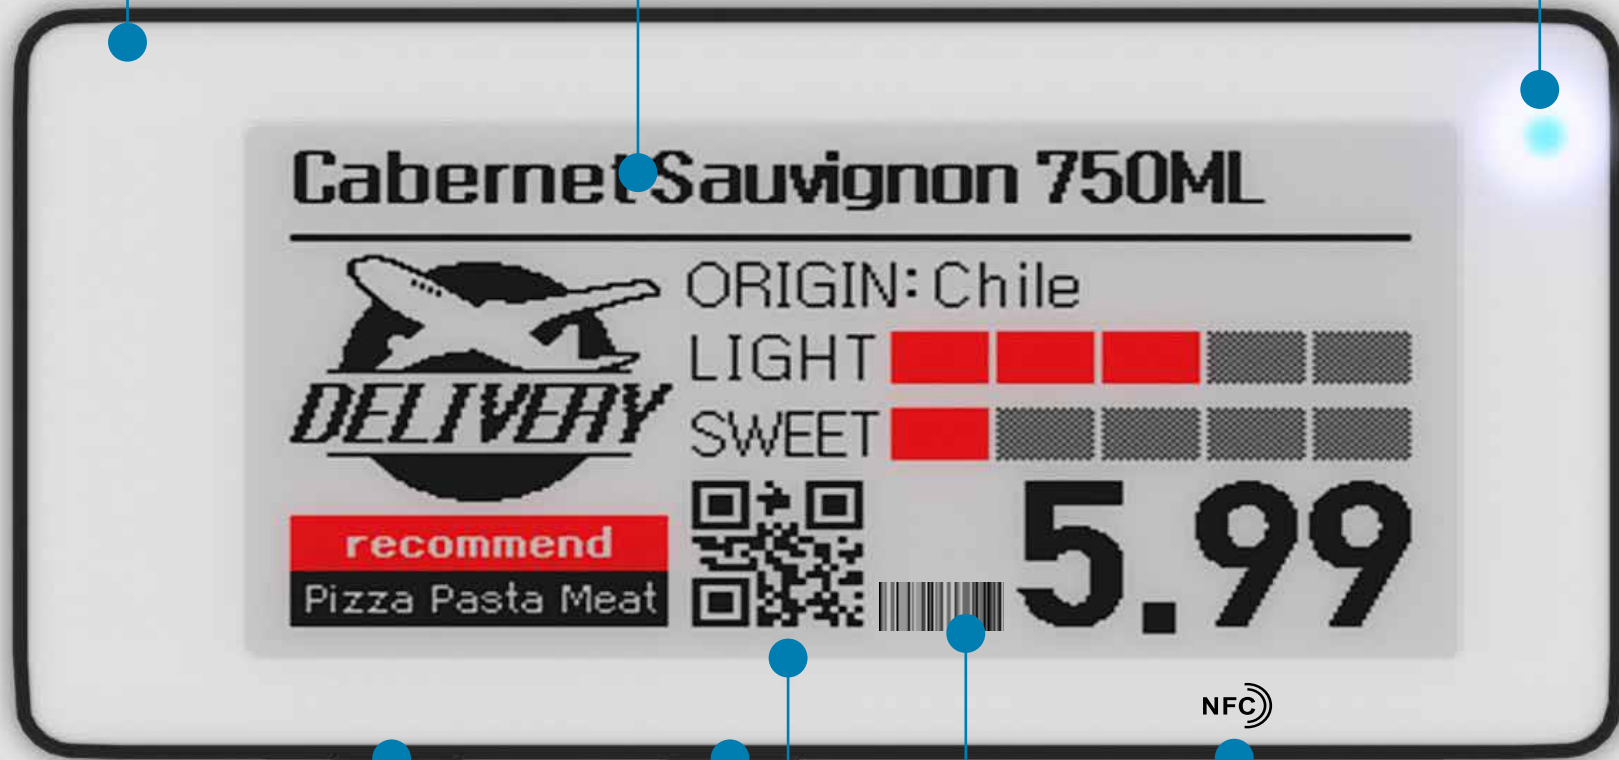 Cabernet Sauvignon 750ML
ORIGIN: Chile
LIGHT
SWEET
DELIVERY
recommend
Pizza Pasta Meat
5.99
NFC